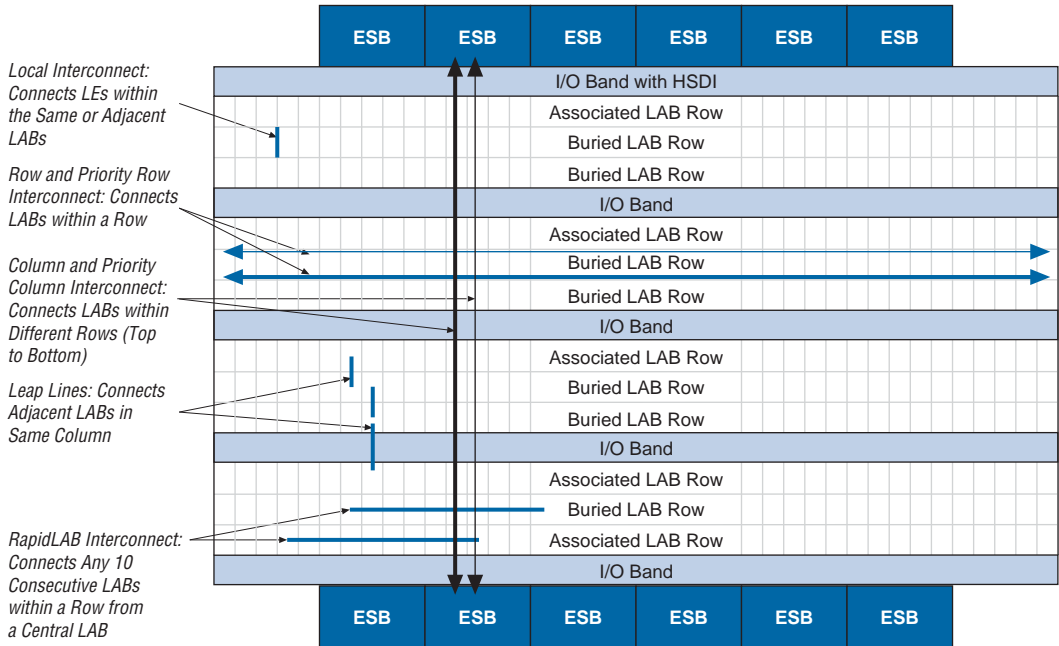 ESB ESB ESB ESB ESB ESB
Local Interconnect:
Connects LEs within
the Same or Adjacent
LABs
Row and Priority Row
Interconnect: Connects
LABs within a Row
Column and Priority
Column Interconnect:
Connects LABs within
Different Rows (Top
to Bottom)
Leap Lines: Connects
Adjacent LABs in
Same Column
RapidLAB Interconnect:
Connects Any 10
Consecutive LABs
within a Row from
a Central LAB
I/O Band with HSDI
Associated LAB Row
Buried LAB Row
Buried LAB Row
I/O Band
Associated LAB Row
Buried LAB Row
Buried LAB Row
I/O Band
Associated LAB Row
Buried LAB Row
Buried LAB Row
I/O Band
Associated LAB Row
Buried LAB Row
Associated LAB Row
I/O Band
ESB ESB ESB ESB ESB ESB